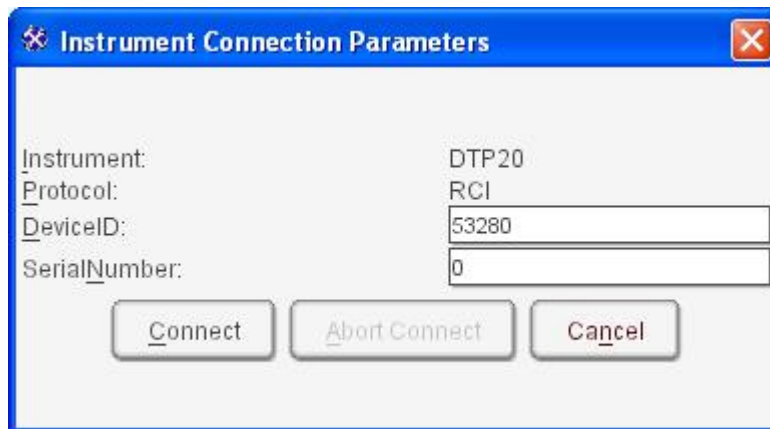 Instrument Connection Parameters
Instrument: DTP20
Protocol: RCI
DeviceID: 53280
SerialNumber: 0
Connect Abort Connect Cancel